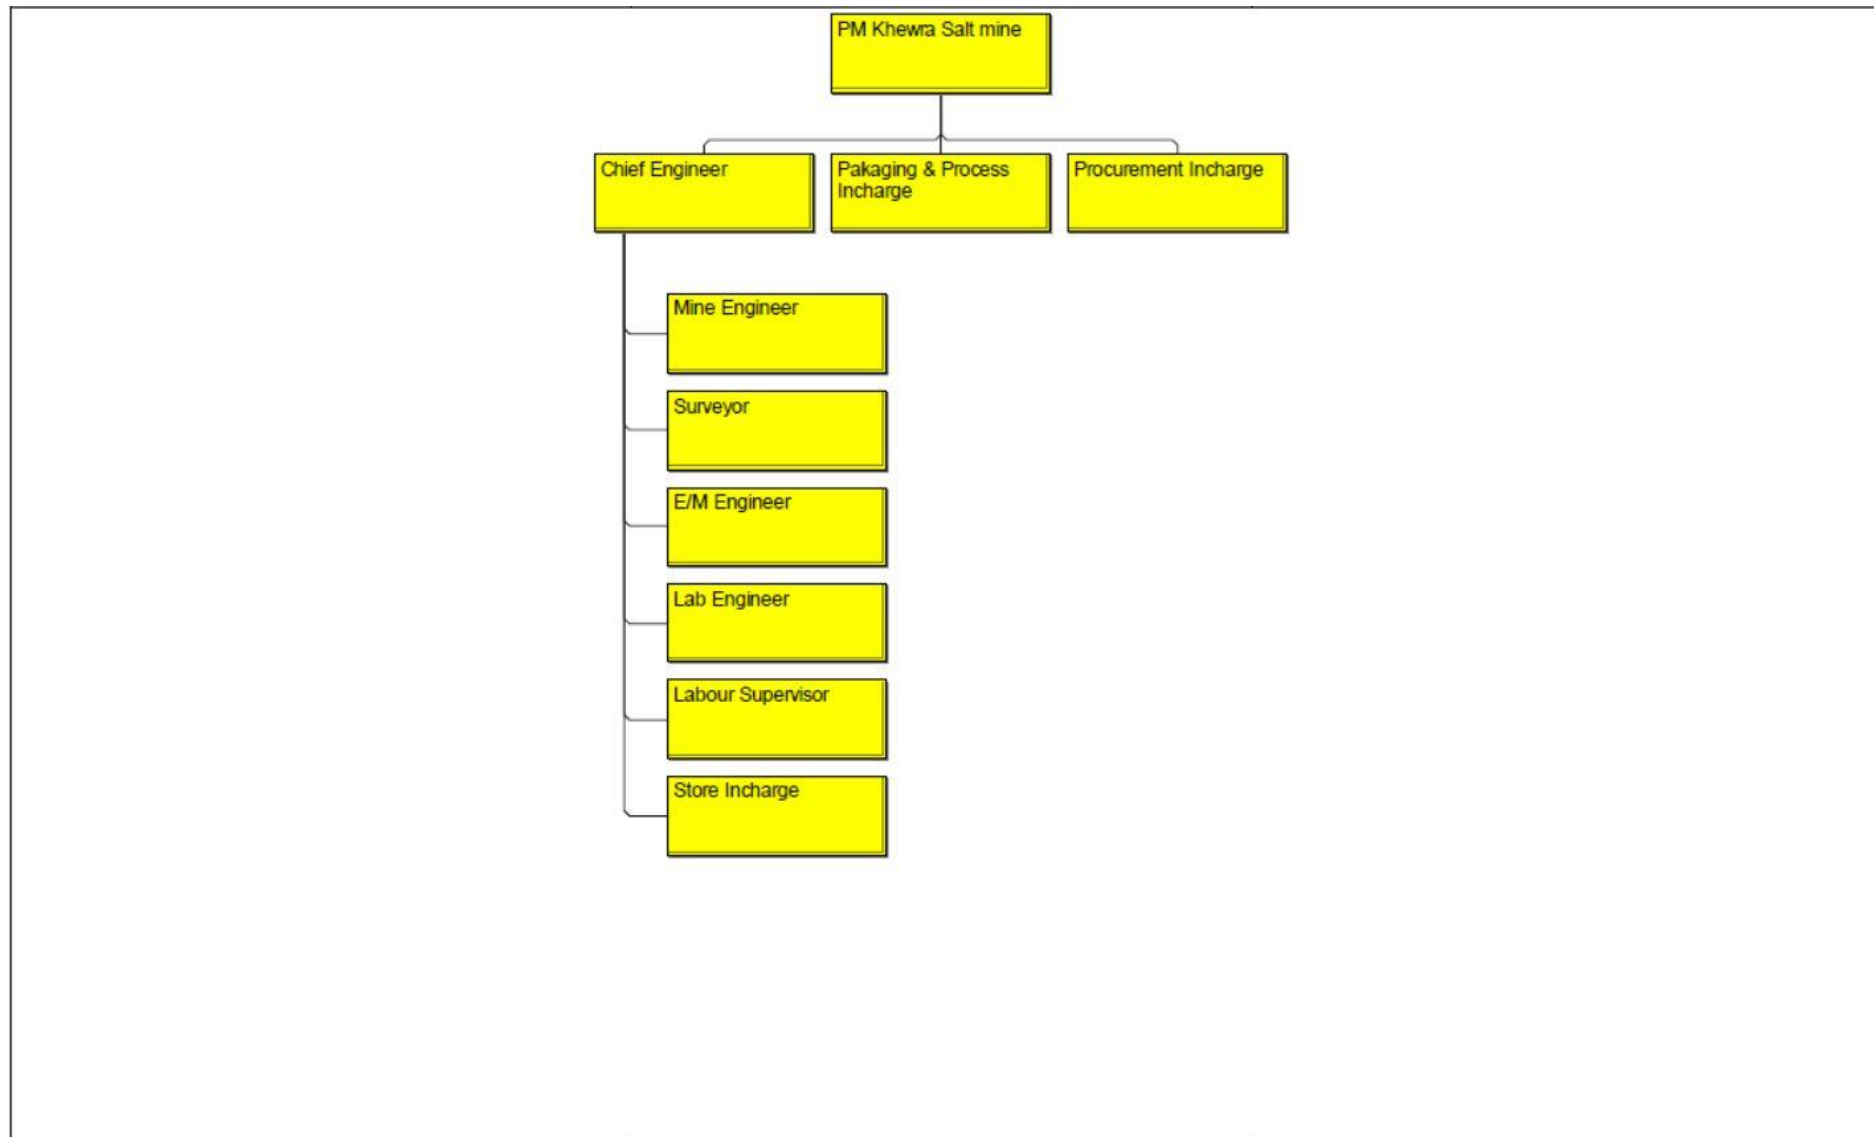 PM Khewra Salt mine
Chief Engineer
Pakaging & Process
Incharge
Procurement Incharge
Mine Engineer
Surveyor
E/M Engineer
Lab Engineer
Labour Supervisor
Store Incharge